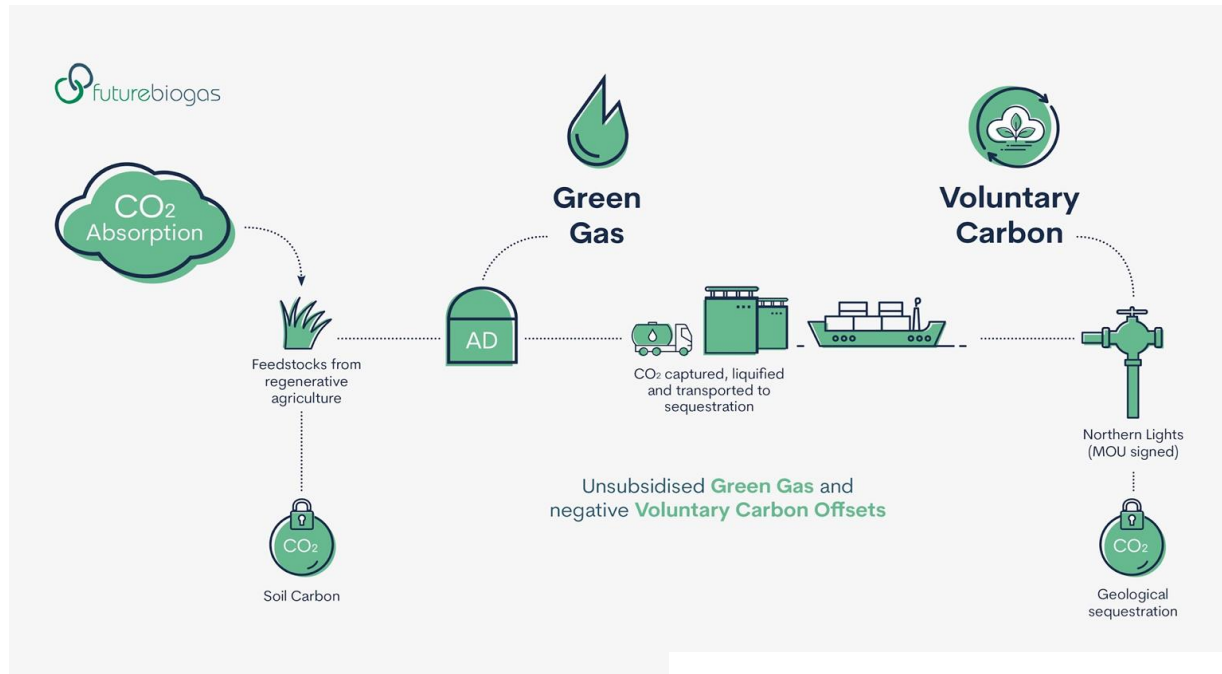 futurebiogas
CO₂
Absorption
Green
Gas
Voluntary
Carbon
AD
Feedstocks from
regenerative
agriculture
CO₂ captured, liquified
and transported to
sequestration
Northern Lights
(MOU signed)
Unsubsidised Green Gas and
negative Voluntary Carbon Offsets
CO₂
Soil Carbon
CO₂
Geological
sequestration